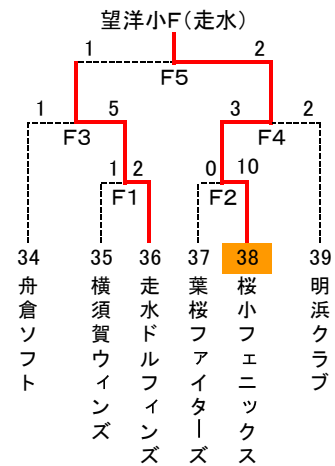 望洋小F(走水)
1 2
F5
1 5 3 2
F3 F4
1 2 0 10
F1 F2
34 35 36 37 38 39
舟倉ソフト
横須賀ウィンズ
走水ドルフィンズ
葉桜ファイターズ
桜小フェニックス
明浜クラブ